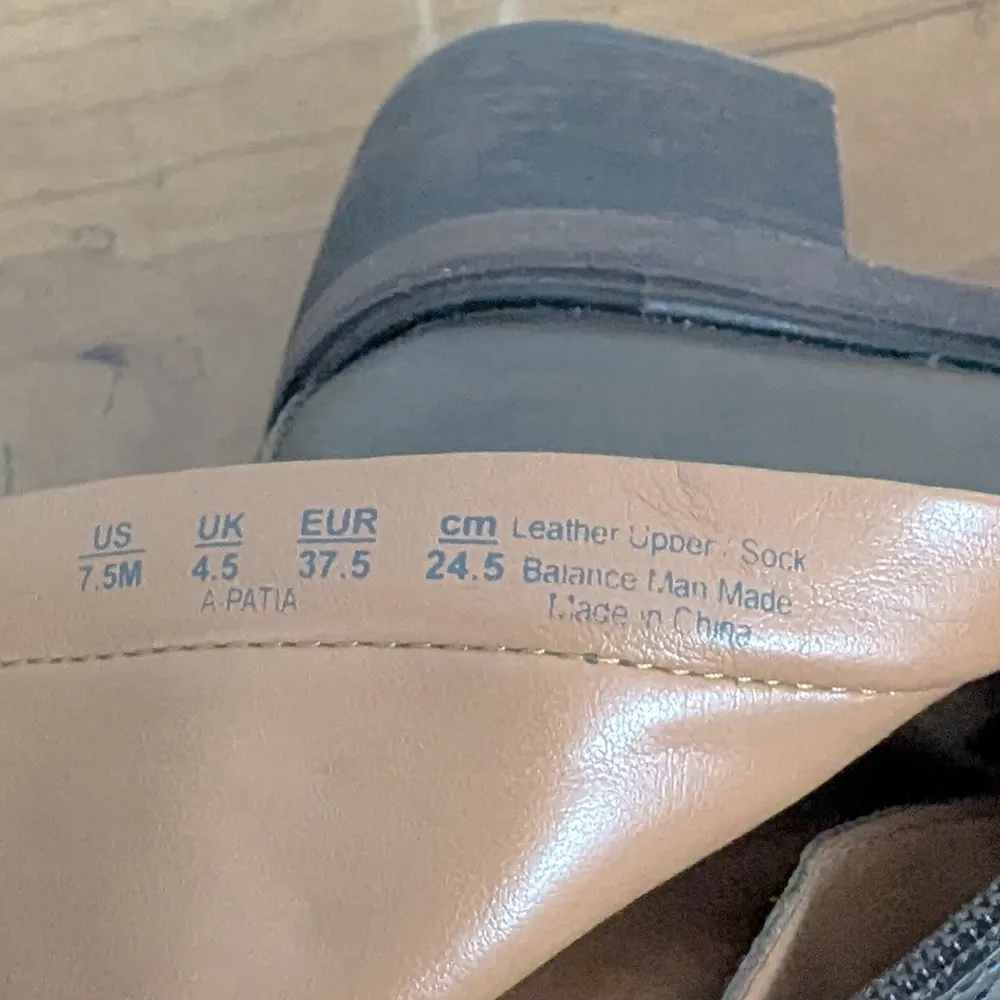 US UK EUR cm Leather Upper / Sock
7.5M 4.5 37.5 24.5 Balance Man Made
A-PATIA Made in China